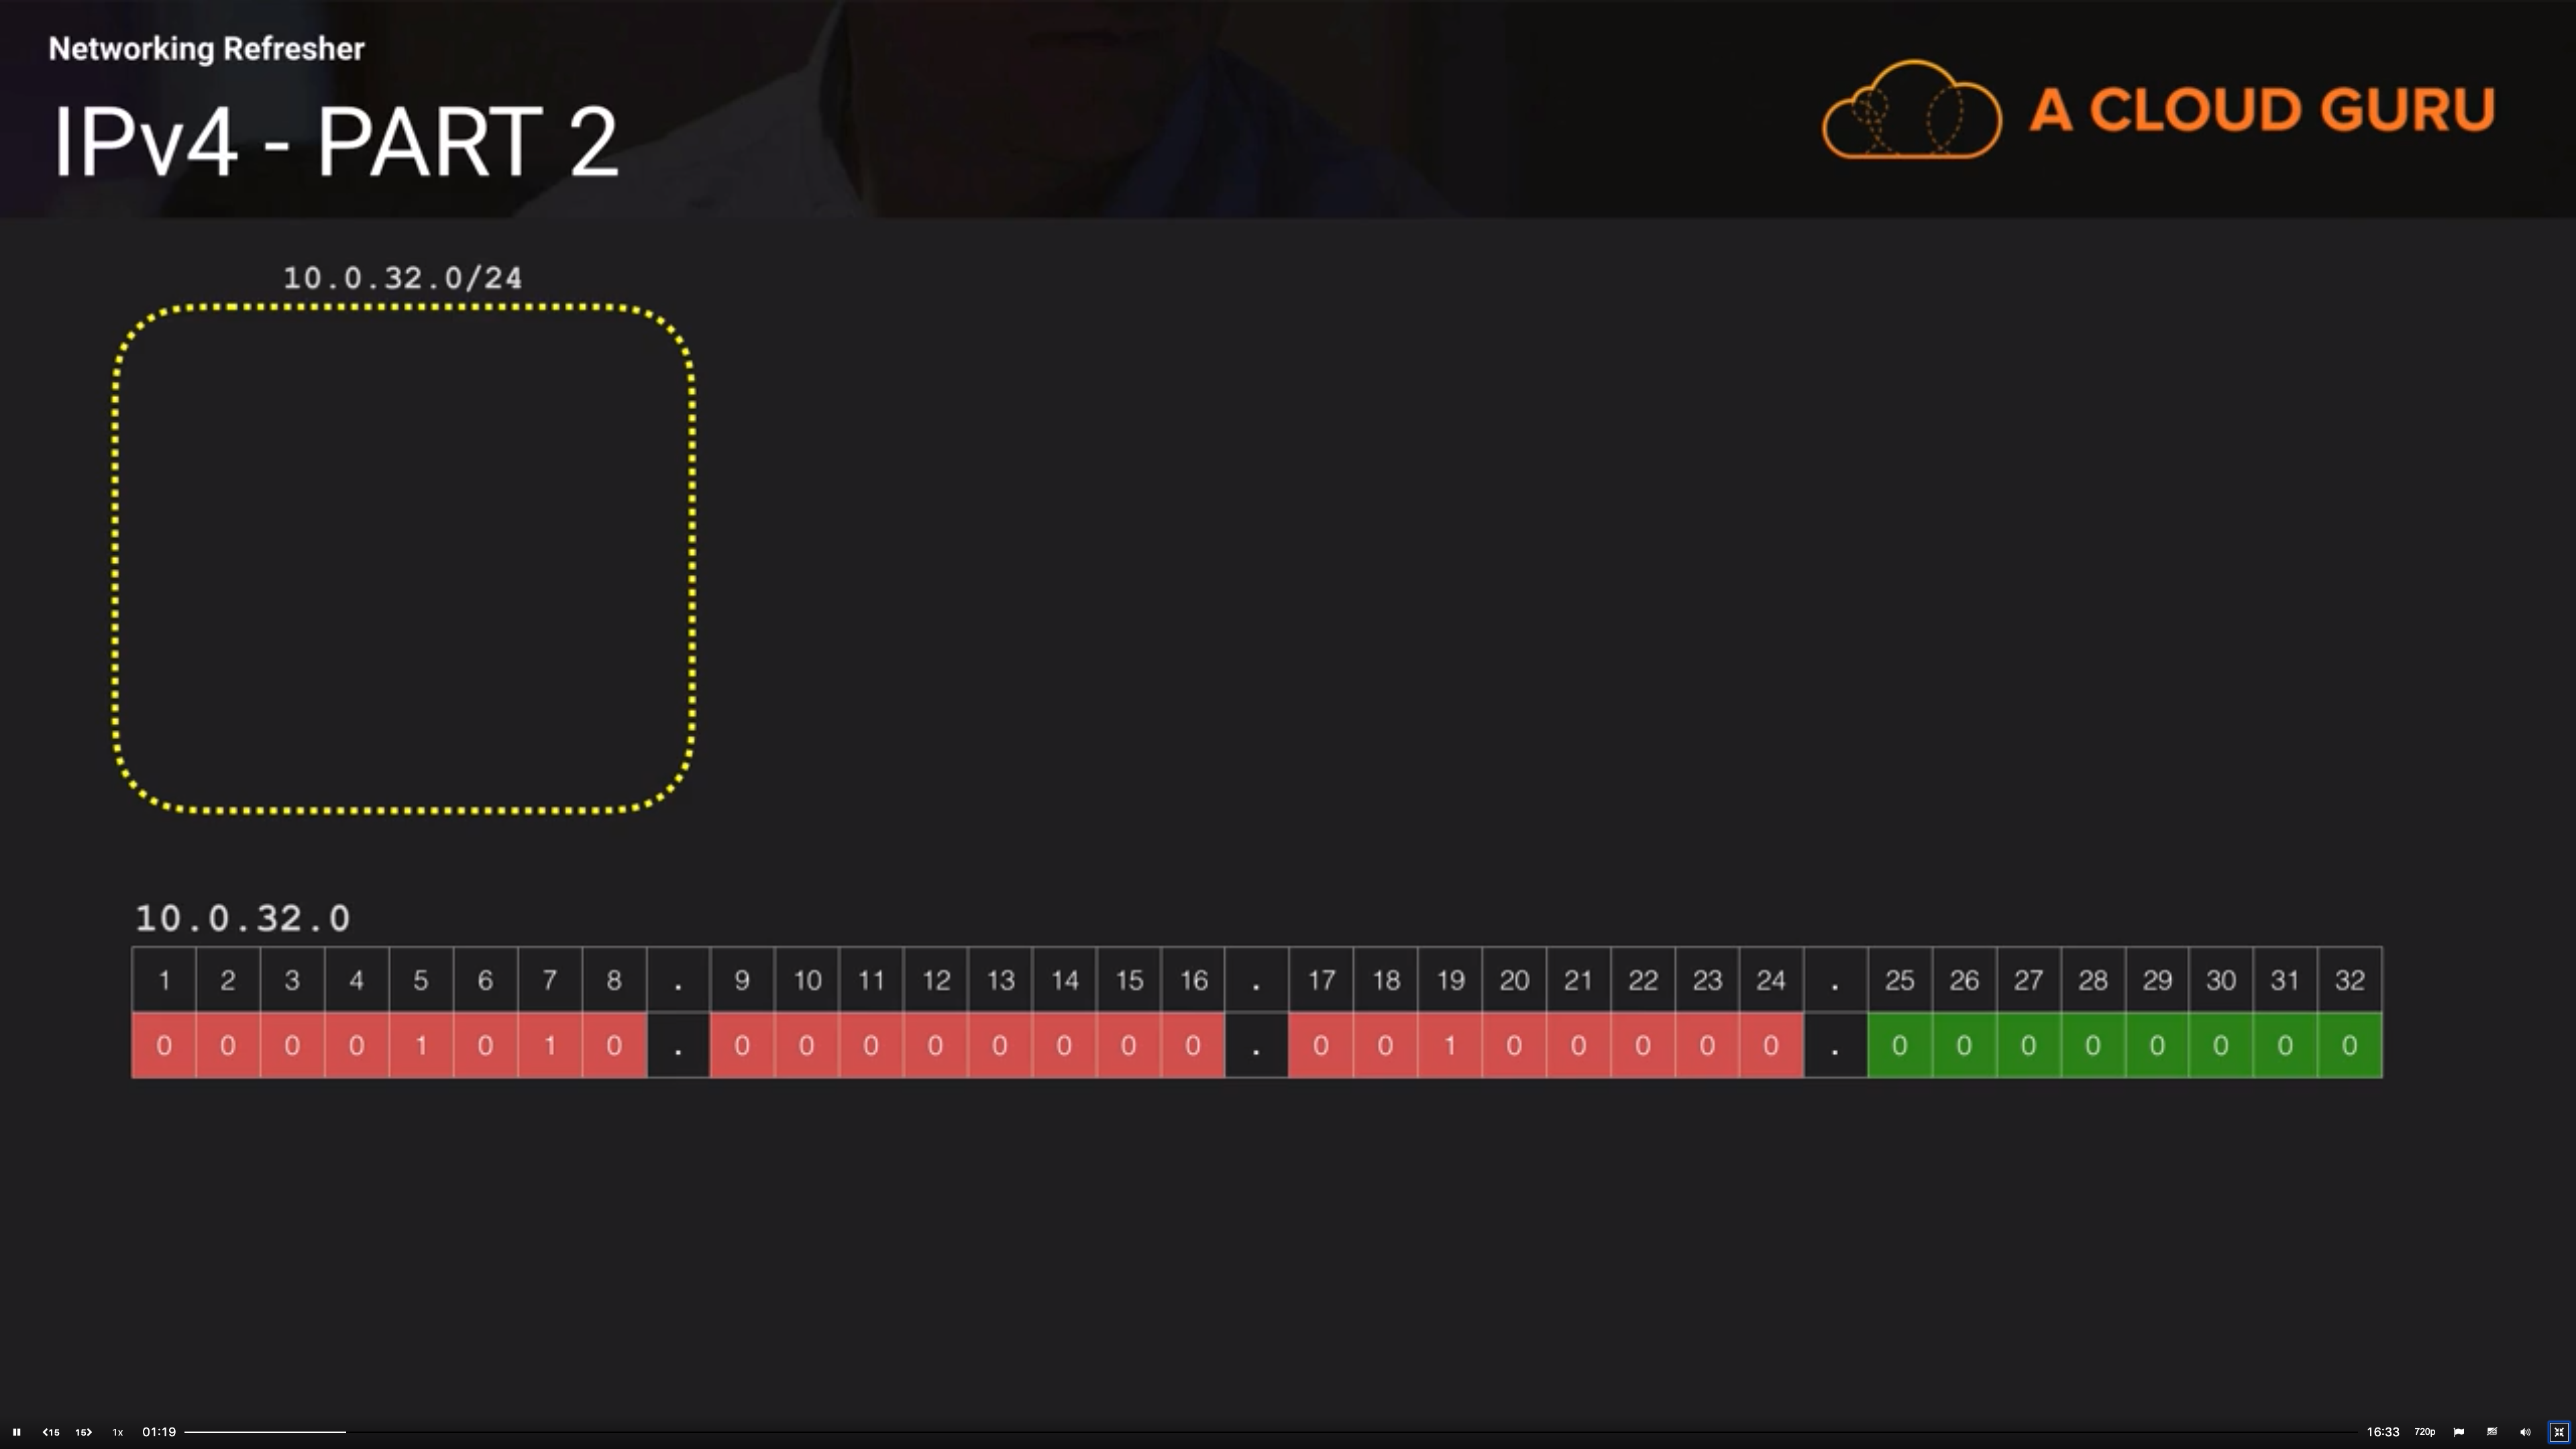 Networking Refresher
IPv4 - PART 2
A CLOUD GURU
10.0.32.0/24
10.0.32.0
1 2 3 4 5 6 7 8 . 9 10 11 12 13 14 15 16 . 17 18 19 20 21 22 23 24 . 25 26 27 28 29 30 31 32
0 0 0 0 1 0 1 0 . 0 0 0 0 0 0 0 0 . 0 0 1 0 0 0 0 0 . 0 0 0 0 0 0 0 0
<15 15> 1x 01:19 16:33 720p